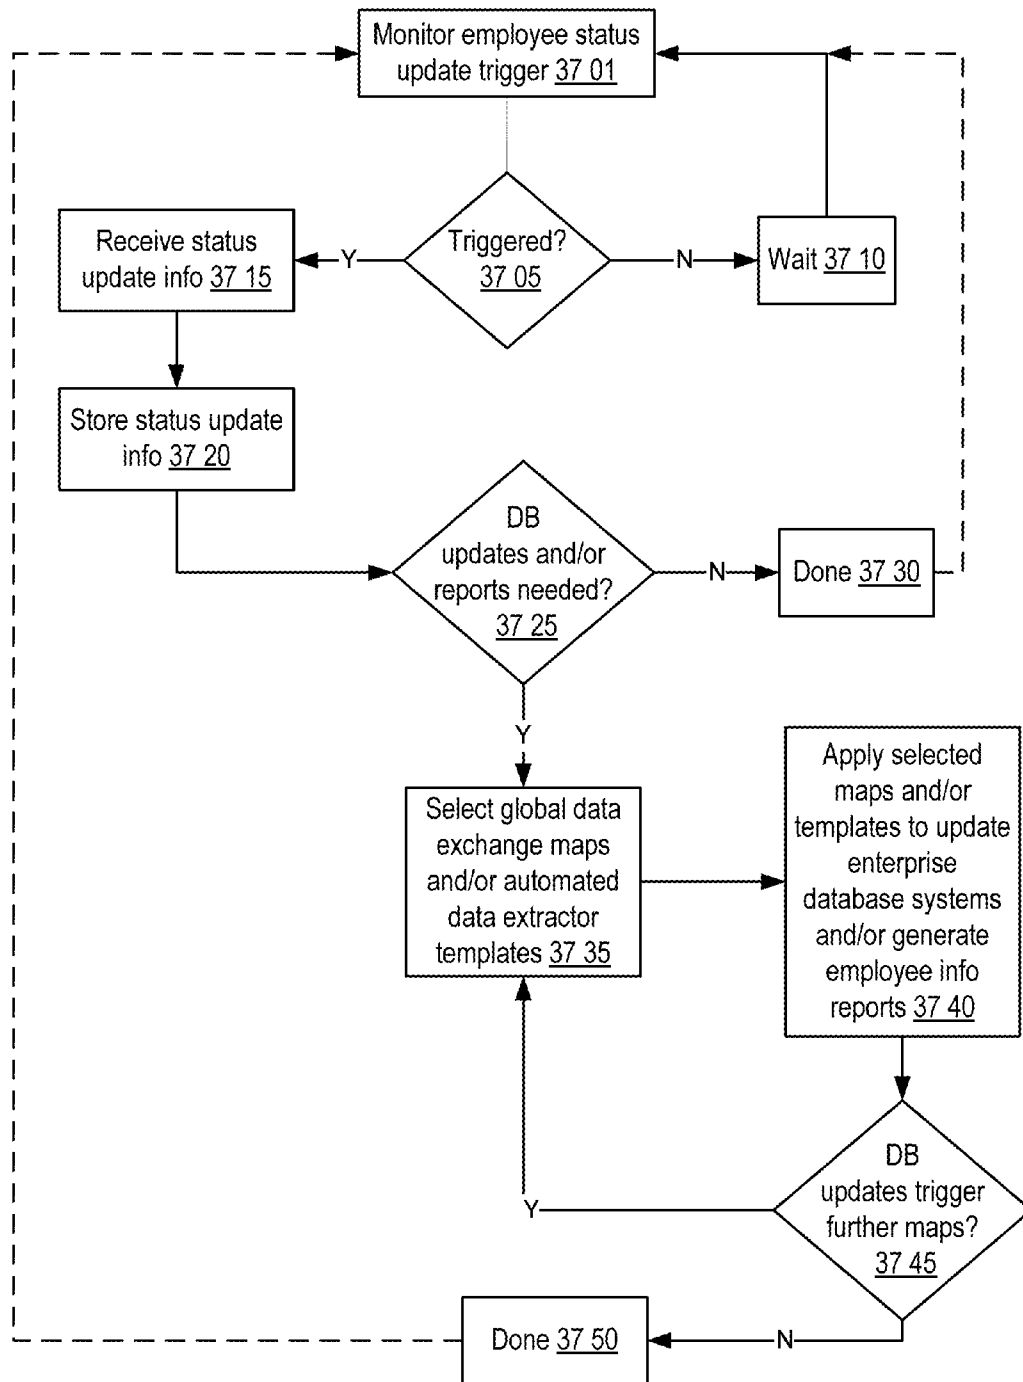 Monitor employee status
update trigger 37 01
Triggered?
37 05
Y
N
Receive status
update info 37 15
Wait 37 10
Store status update
info 37 20
DB
updates and/or
reports needed?
37 25
N
Done 37 30
Y
Select global data
exchange maps
and/or automated
data extractor
templates 37 35
Apply selected
maps and/or
templates to update
enterprise
database systems
and/or generate
employee info
reports 37 40
DB
updates trigger
further maps?
37 45
Y
N
Done 37 50